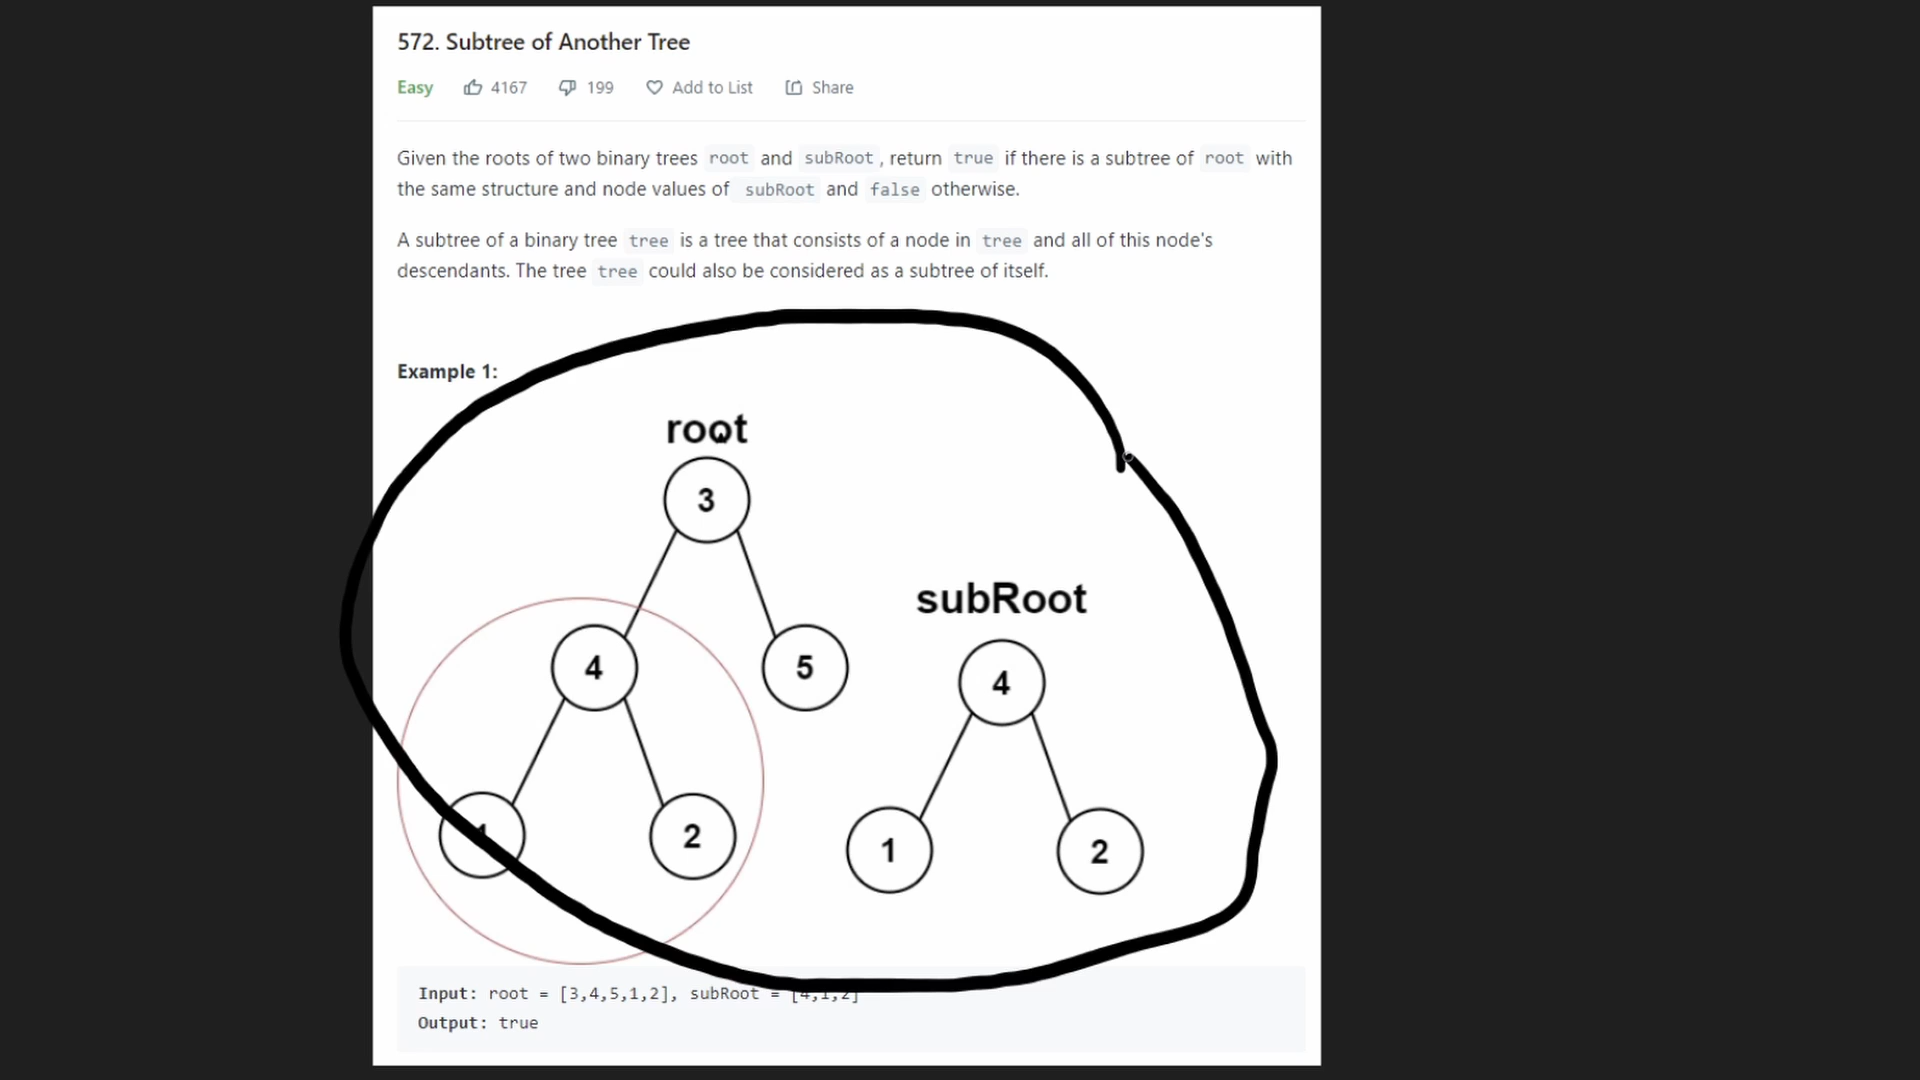 572. Subtree of Another Tree
Easy 4167 199 Add to List Share
Given the roots of two binary trees root and subRoot, return true if there is a subtree of root with
the same structure and node values of subRoot and false otherwise.
A subtree of a binary tree tree is a tree that consists of a node in tree and all of this node's
descendants. The tree tree could also be considered as a subtree of itself.
Example 1:
root
3
subRoot
4 5 4
1 2 1 2
Input: root = [3,4,5,1,2], subRoot = [4,1,2]
Output: true